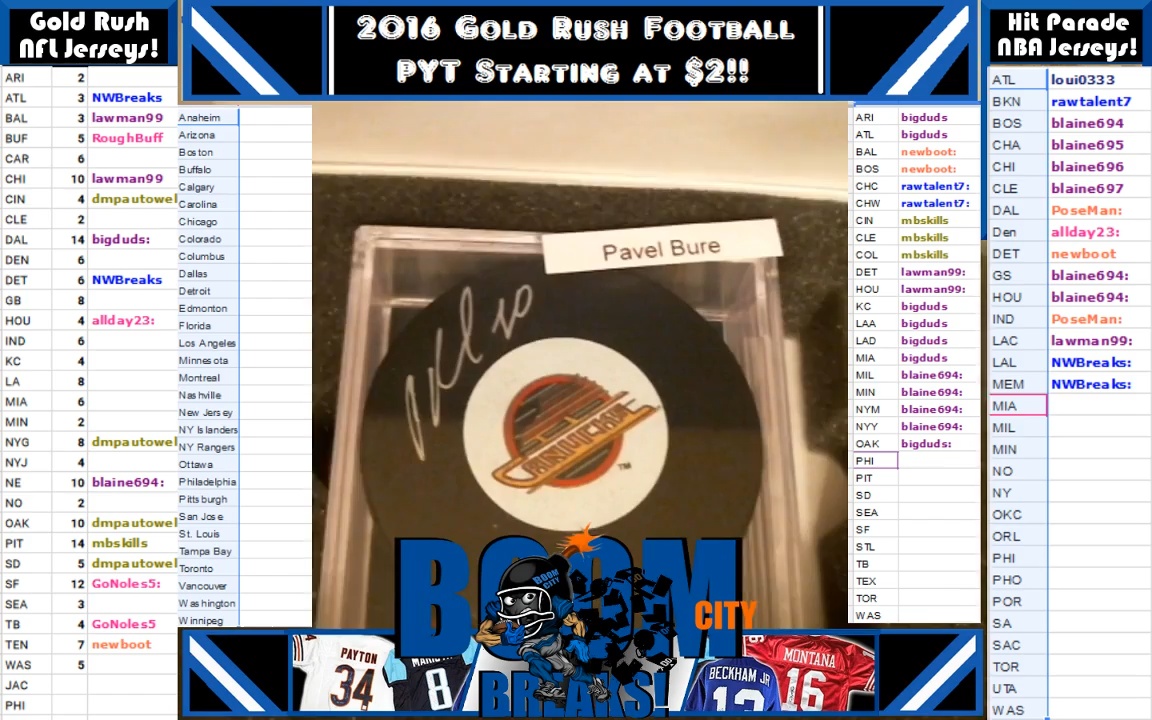 Gold Rush
NFL Jerseys!
2016 Gold Rush Football
PYT Starting at $2!!
Hit Parade
NBA Jerseys!
ARI 2
ATL 3 NWBreaks
BAL 3 lawman99
BUF 5 RoughBuff
CAR 6
CHI 10 lawman99
CIN 4 dmpautowel
CLE 2
DAL 14 bigduds:
DEN 6
DET 6 NWBreaks
GB 8
HOU 4 allday23:
IND 6
KC 4
LA 8
MIA 6
MIN 2
NYG 8 dmpautowel
NYJ 4
NE 10 blaine694:
NO 2
OAK 10 dmpautowel
PIT 14 mbskills
SD 5 dmpautowel
SF 12 GoNoles5:
SEA 3
TB 4 GoNoles5
TEN 7 newboot
WAS 5
JAC
PHI
Anaheim
Arizona
Boston
Buffalo
Calgary
Carolina
Chicago
Colorado
Columbus
Dallas
Detroit
Edmonton
Florida
Los Angeles
Minnesota
Montreal
Nashville
New Jersey
NY Islanders
NY Rangers
Ottawa
Philadelphia
Pittsburgh
San Jose
St. Louis
Tampa Bay
Toronto
Vancouver
Washington
Winnipeg
Pavel Bure
10
TM
BOOM
BOOM CITY
CITY
BREAKS!
PAYTON
34
8
BECKHAM JR
13
MONTANA
16
ARI bigduds
ATL bigduds
BAL newboot:
BOS newboot:
CHC rawtalent7:
CHW rawtalent7:
CIN mbskills
CLE mbskills
COL mbskills
DET lawman99:
HOU lawman99:
KC bigduds
LAA bigduds
LAD bigduds
MIA bigduds
MIL blaine694:
MIN blaine694:
NYM blaine694:
NYY blaine694:
OAK bigduds:
PHI
PIT
SD
SEA
SF
STL
TB
TEX
TOR
WAS
ATL loui0333
BKN rawtalent7
BOS blaine694
CHA blaine695
CHI blaine696
CLE blaine697
DAL PoseMan:
Den allday23:
DET newboot
GS blaine694:
HOU blaine694:
IND PoseMan:
LAC lawman99:
LAL NWBreaks:
MEM NWBreaks:
MIA
MIL
MIN
NO
NY
OKC
ORL
PHI
PHO
POR
SA
SAC
TOR
UTA
WAS